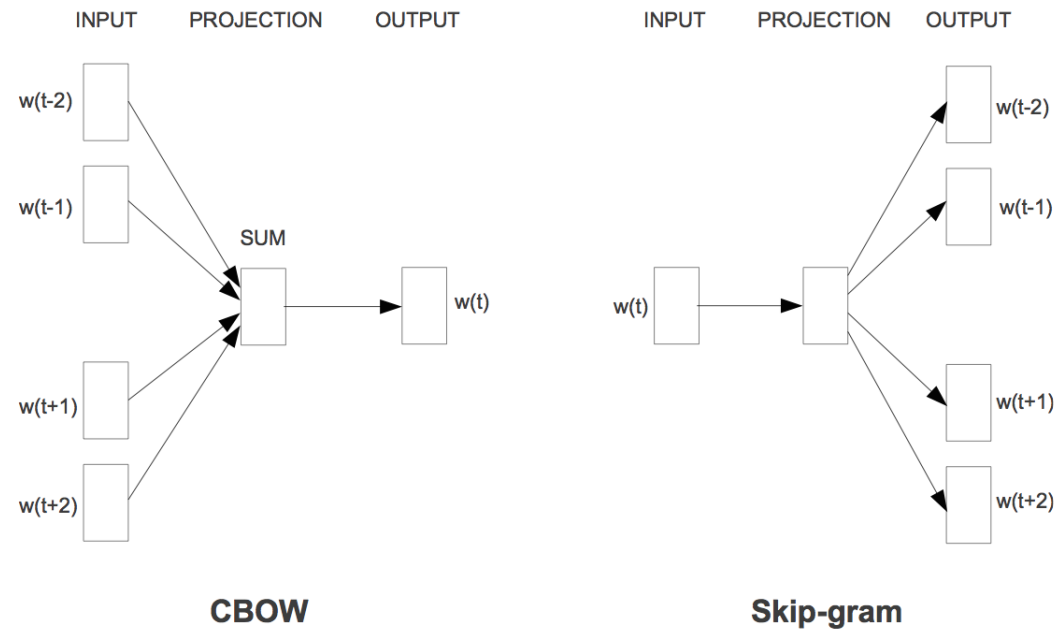 INPUT PROJECTION OUTPUT
w(t-2)
w(t-1)
SUM
w(t)
w(t+1)
w(t+2)
CBOW
INPUT PROJECTION OUTPUT
w(t-2)
w(t-1)
w(t)
w(t+1)
w(t+2)
Skip-gram